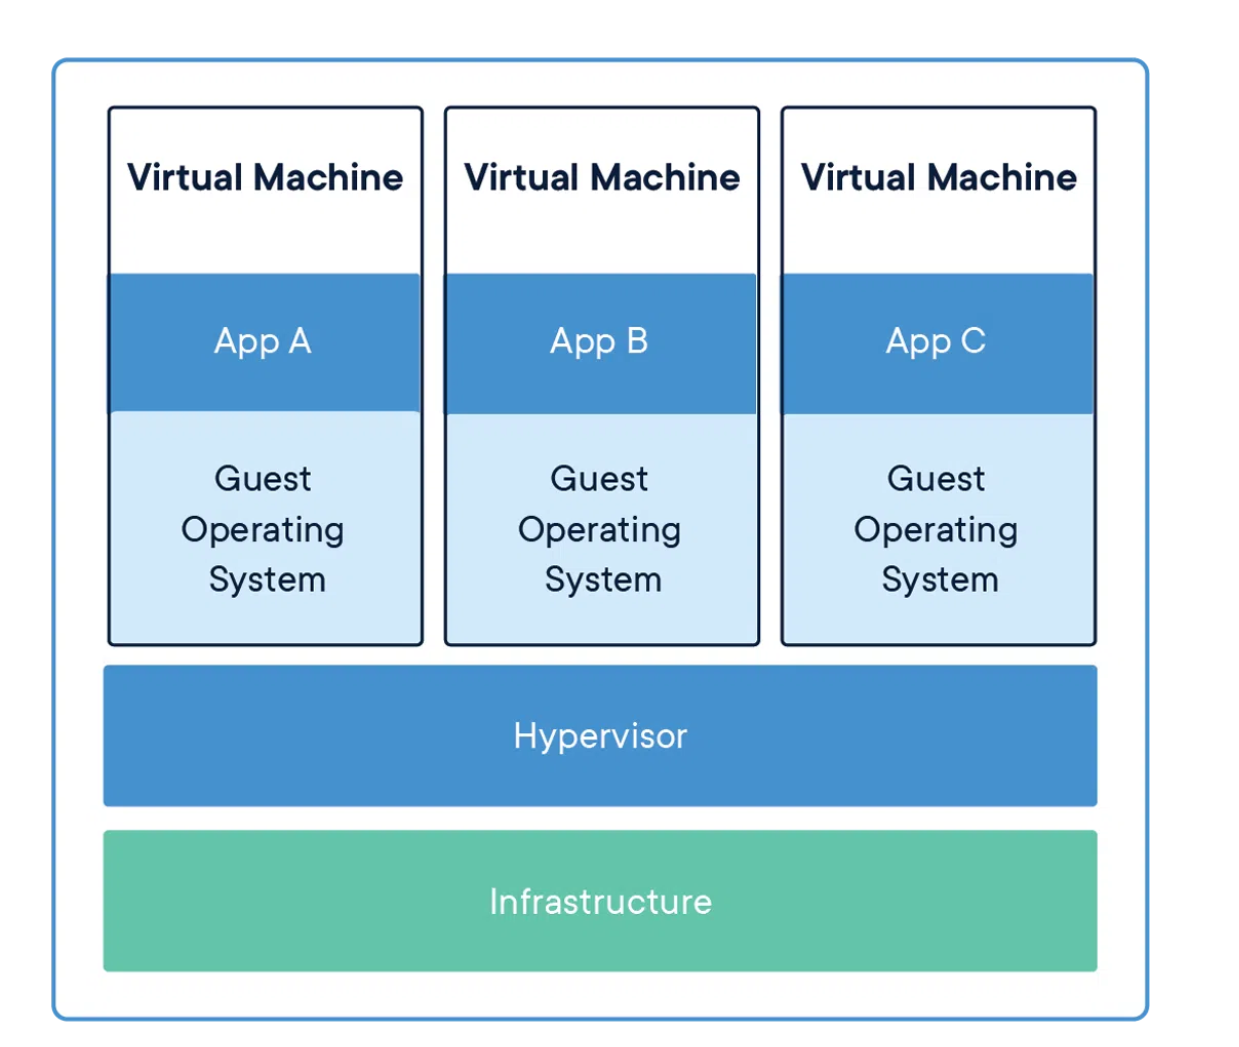 Virtual Machine
Virtual Machine
Virtual Machine
App A
App B
App C
Guest
Operating
System
Guest
Operating
System
Guest
Operating
System
Hypervisor
Infrastructure